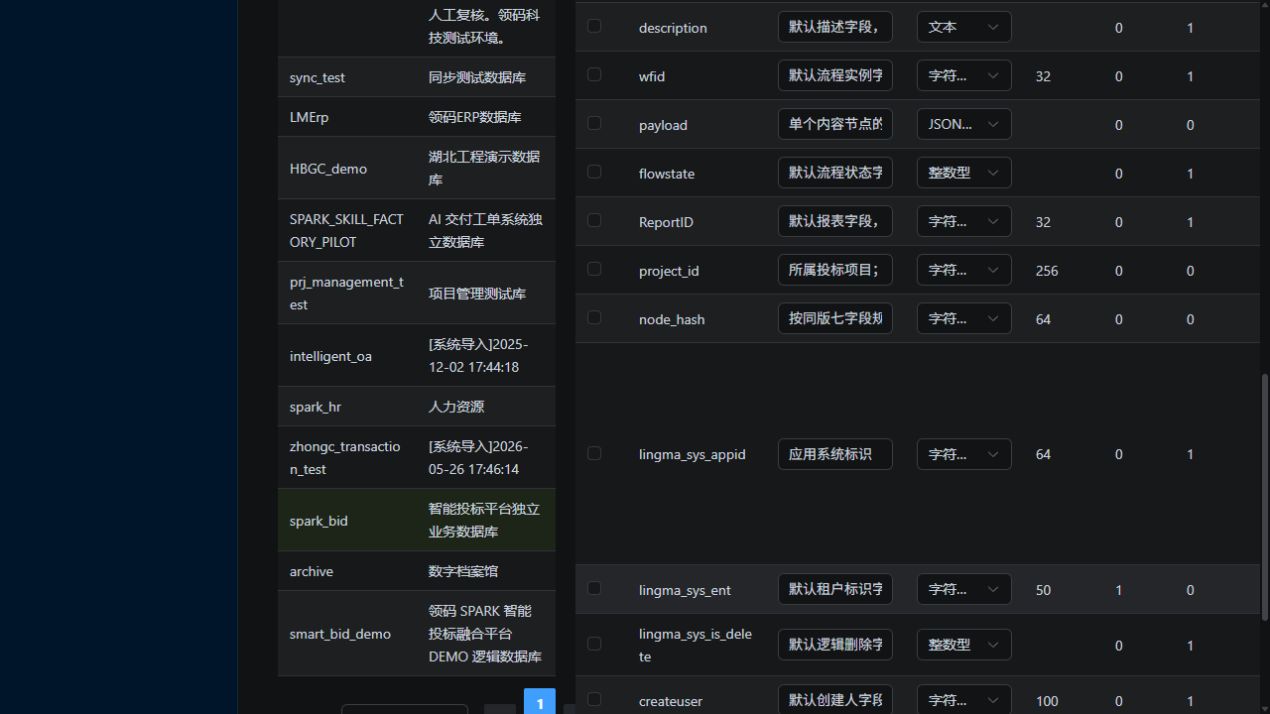 人工复核。领码科
技测试环境。
sync_test 同步测试数据库
LMErp 领码ERP数据库
HBGC_demo 湖北工程演示数据
库
SPARK_SKILL_FACT
ORY_PILOT
AI 交付工单系统独
立数据库
prj_management_t
est
项目管理测试库
intelligent_oa
[系统导入]2025-
12-02 17:44:18
spark_hr 人力资源
zhongc_transactio
n_test
[系统导入]2026-
05-26 17:46:14
spark_bid
智能投标平台独立
业务数据库
archive 数字档案馆
smart_bid_demo
领码 SPARK 智能
投标融合平台
DEMO 逻辑数据库
1
description 默认描述字段, 文本 0 1
wfid 默认流程实例字 字符... 32 0 1
payload 单个内容节点的 JSON... 0 0
flowstate 默认流程状态字 整数型 0 1
ReportID 默认报表字段, 字符... 32 0 1
project_id 所属投标项目; 字符... 256 0 0
node_hash 按同版七字段规 字符... 64 0 0
lingma_sys_appid 应用系统标识 字符... 64 0 1
lingma_sys_ent 默认租户标识字 字符... 50 1 0
lingma_sys_is_dele
te
默认逻辑删除字 整数型 0 1
createuser 默认创建人字段 字符... 100 0 1